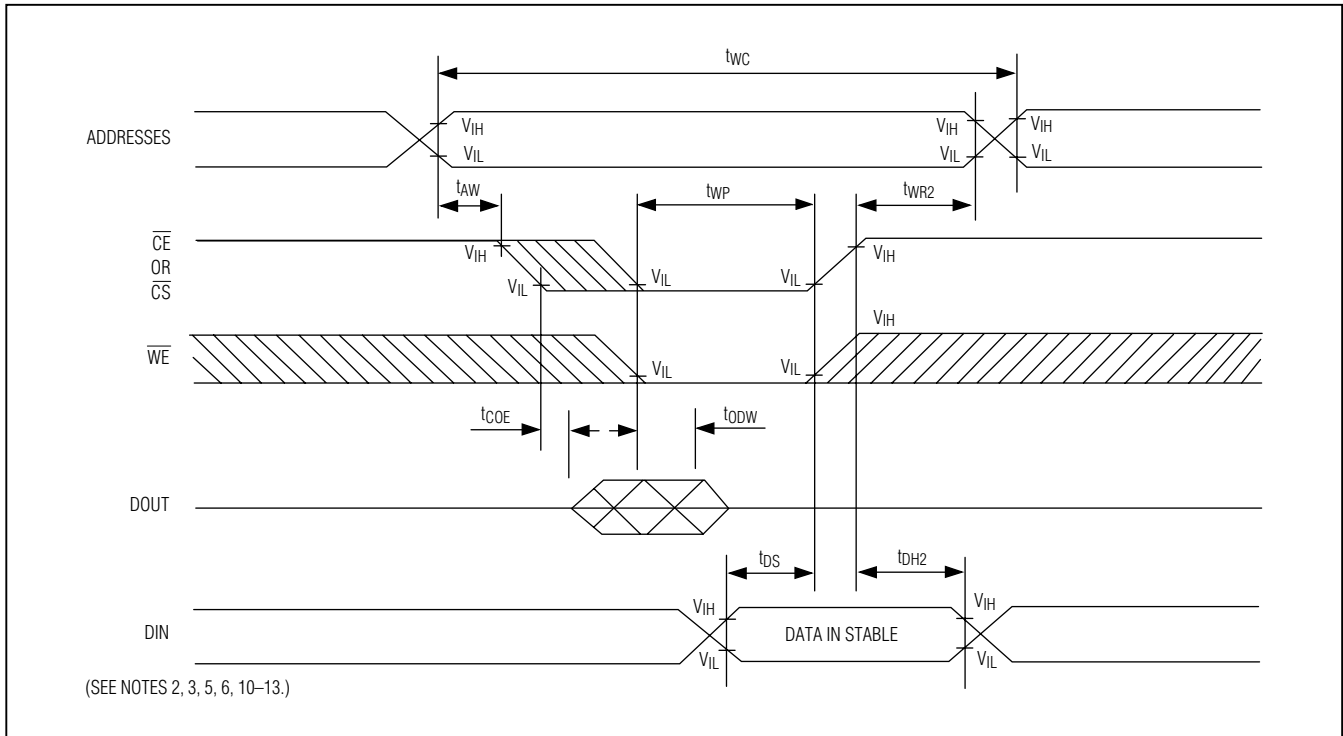 tWC
ADDRESSES
VIH
VIL
VIH
VIL
VIH
VIL
tAW
tWP
tWR2
CE
OR
CS
VIH
VIL
VIL
VIL
VIH
WE
VIL
VIL
VIH
tCOE
tODW
DOUT
tDS
tDH2
DIN
VIH
VIL
DATA IN STABLE
VIH
VIL
(SEE NOTES 2, 3, 5, 6, 10–13.)